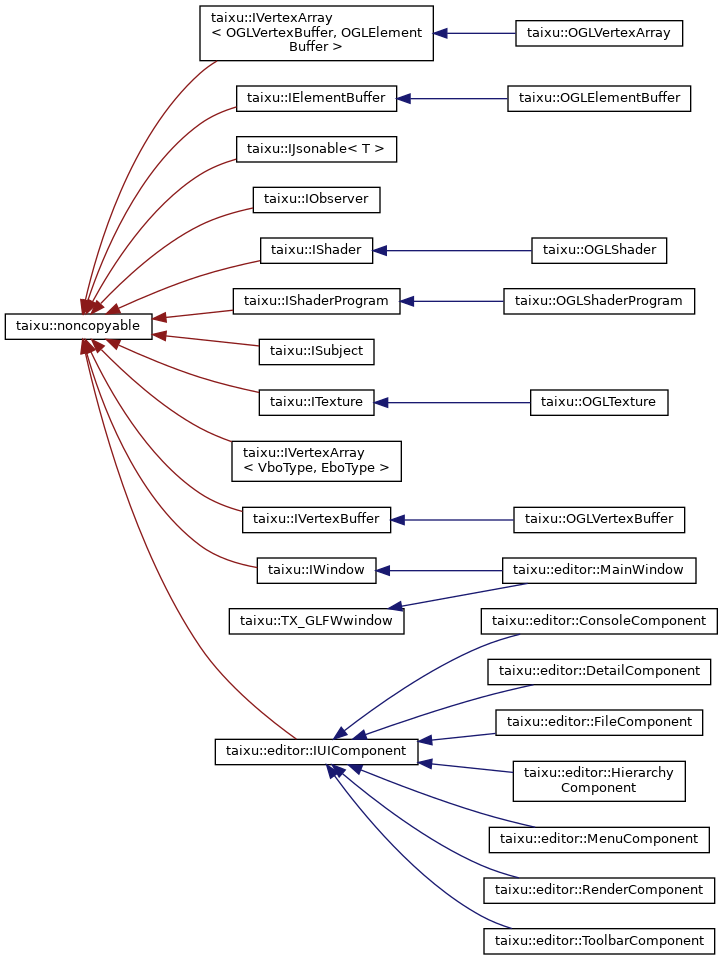 taixu::IVertexArray
< OGLVertexBuffer, OGLElement
Buffer >
taixu::OGLVertexArray
taixu::IElementBuffer
taixu::OGLElementBuffer
taixu::IJsonable< T >
taixu::IObserver
taixu::IShader
taixu::OGLShader
taixu::IShaderProgram
taixu::OGLShaderProgram
taixu::noncopyable
taixu::ISubject
taixu::ITexture
taixu::OGLTexture
taixu::IVertexArray
< VboType, EboType >
taixu::IVertexBuffer
taixu::OGLVertexBuffer
taixu::IWindow
taixu::editor::MainWindow
taixu::TX_GLFWwindow
taixu::editor::ConsoleComponent
taixu::editor::DetailComponent
taixu::editor::FileComponent
taixu::editor::IUIComponent
taixu::editor::Hierarchy
Component
taixu::editor::MenuComponent
taixu::editor::RenderComponent
taixu::editor::ToolbarComponent